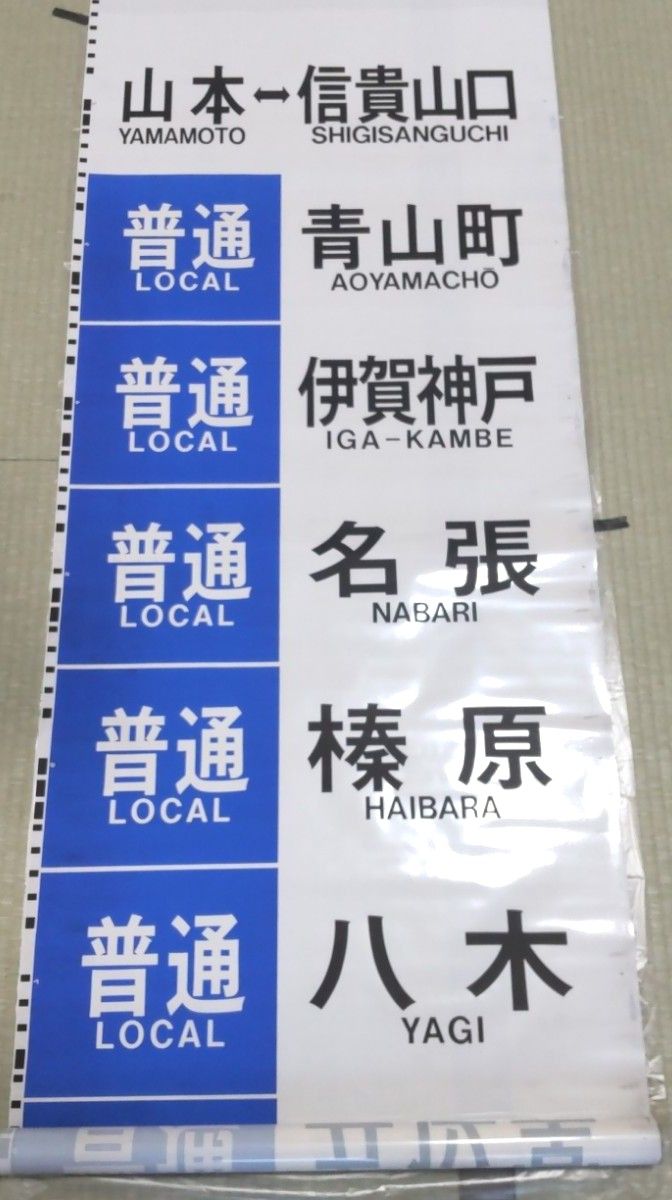 山本↔信貴山口
YAMAMOTO SHIGISANGUCHI
普通 青山町
LOCAL AOYAMACHŌ
普通 伊賀神戸
LOCAL IGA-KAMBE
普通 名張
LOCAL NABARI
普通 榛原
LOCAL HAIBARA
普通 八木
LOCAL YAGI